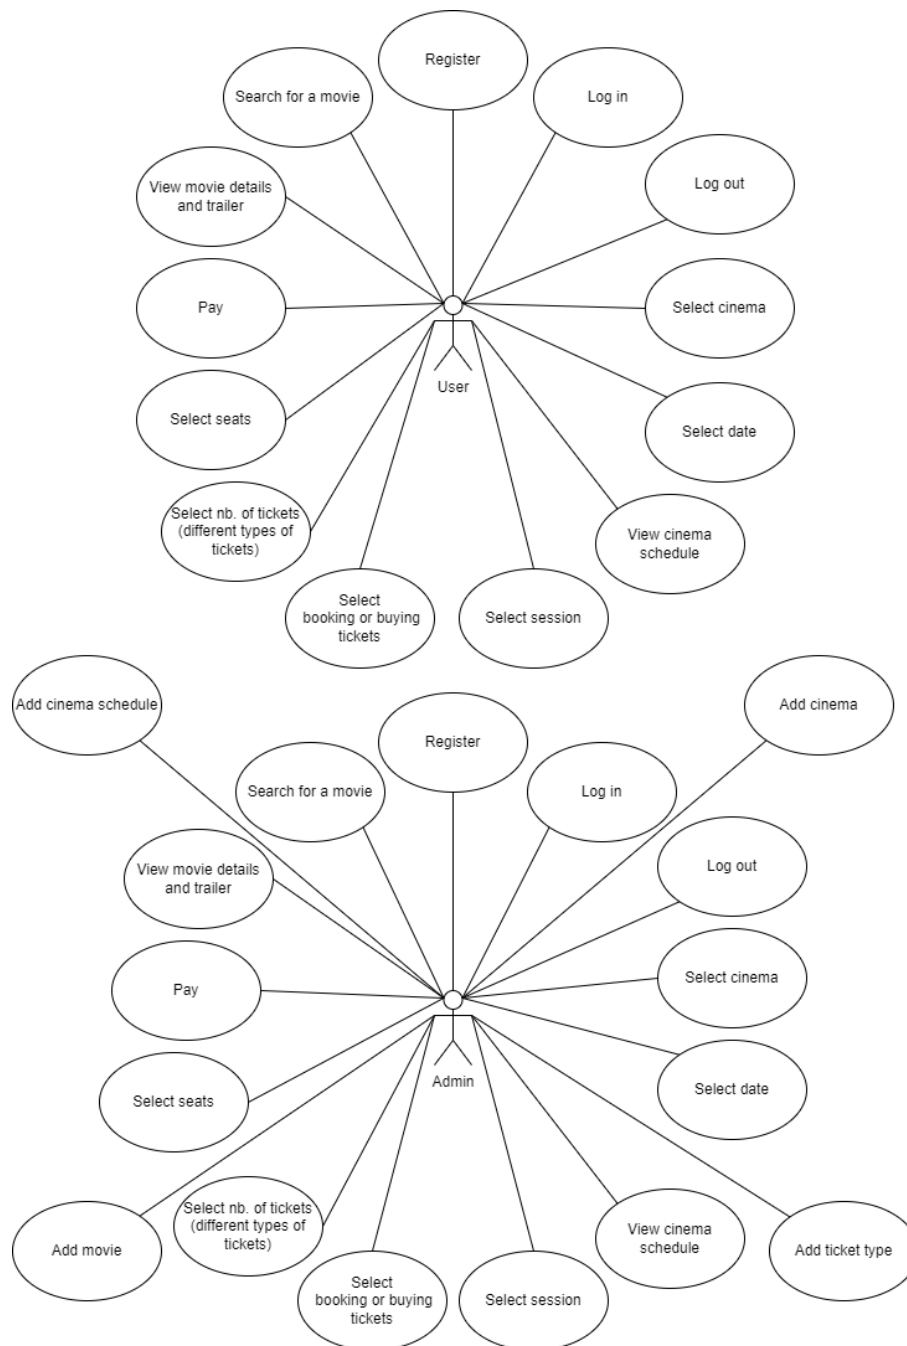 Register
Search for a movie
Log in
View movie details
and trailer
Log out
Pay
Select cinema
User
Select seats
Select date
Select nb. of tickets
(different types of
tickets)
View cinema
schedule
Select
booking or buying
tickets
Select session
Add cinema schedule
Add cinema
Register
Search for a movie
Log in
View movie details
and trailer
Log out
Pay
Select cinema
Admin
Select seats
Select date
Select nb. of tickets
(different types of
tickets)
View cinema
schedule
Add movie
Add ticket type
Select
booking or buying
tickets
Select session